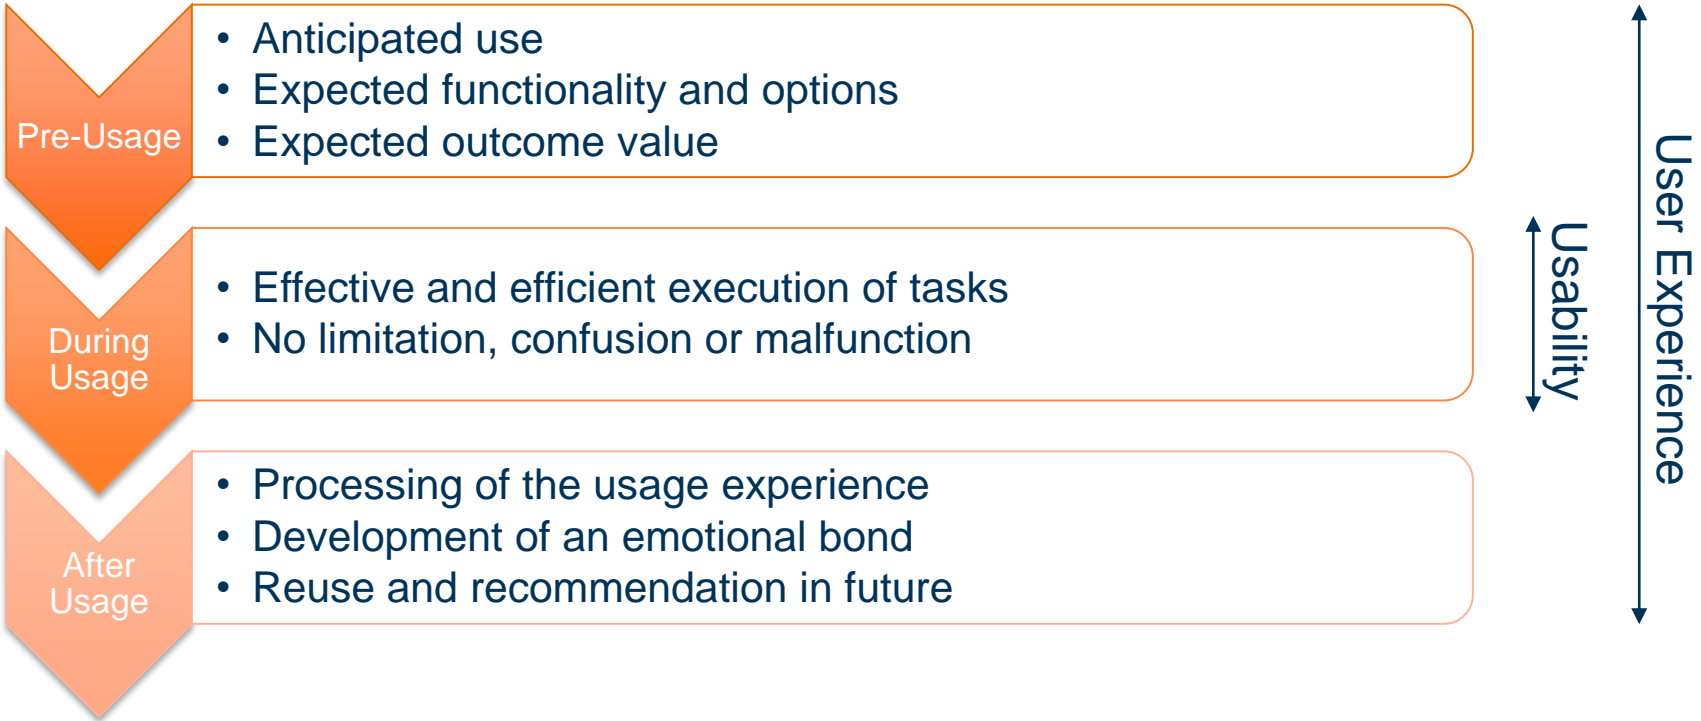 Pre-Usage
• Anticipated use
• Expected functionality and options
• Expected outcome value
During
Usage
• Effective and efficient execution of tasks
• No limitation, confusion or malfunction
After
Usage
• Processing of the usage experience
• Development of an emotional bond
• Reuse and recommendation in future
Usability
User Experience